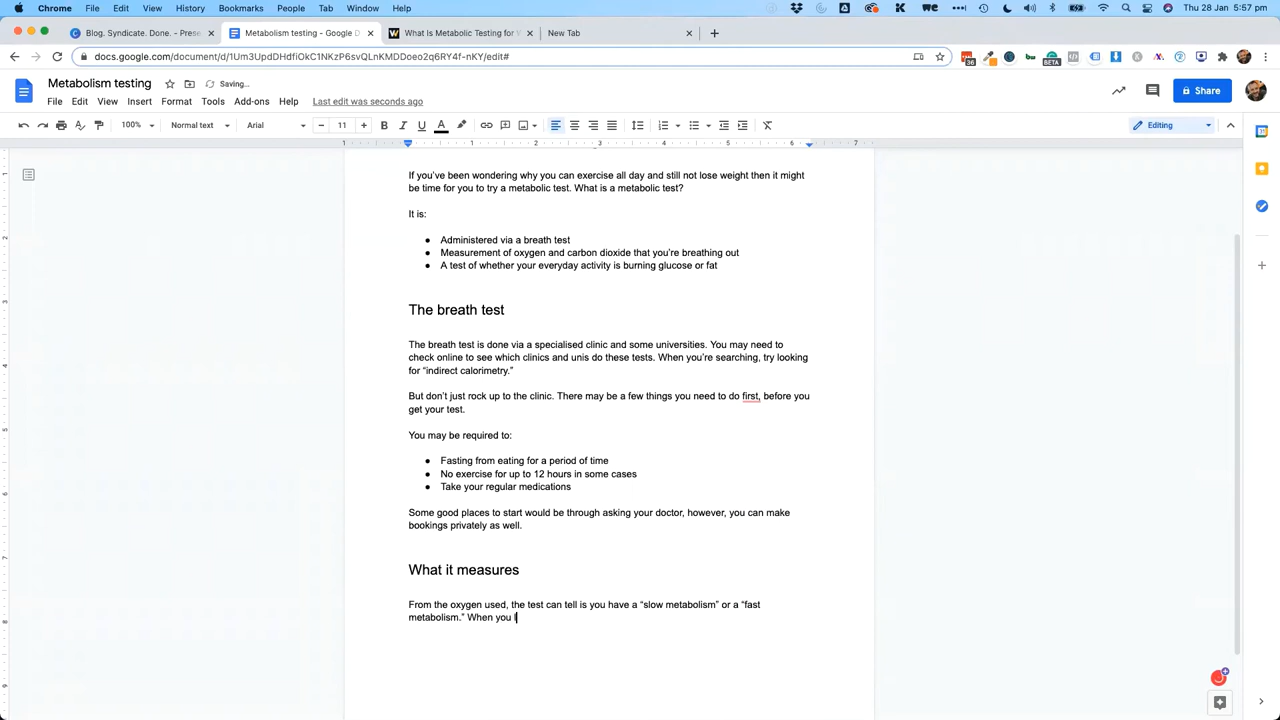 Chrome File Edit View History Bookmarks People Tab Window Help Thu 28 Jan 5:57 pm
Blog. Syndicate. Done. - Prese Metabolism testing - Google D What is Metabolic Testing for New Tab
docs.google.com/document/d/1Um3UpdDHdfiOkC1NKzP6svQLnKMDDoeo2q6RY4f-nKY/edit#
36
BETA
Metabolism testing Saving...
File Edit View Insert Format Tools Add-ons Help Last edit was seconds ago
Share
100% Normal text Arial 11 B I U A Editing
1 1 2 3 4 5 6 7
If you've been wondering why you can exercise all day and still not lose weight then it might
be time for you to try a metabolic test. What is a metabolic test?
It is:
● Administered via a breath test
● Measurement of oxygen and carbon dioxide that you're breathing out
● A test of whether your everyday activity is burning glucose or fat
The breath test
The breath test is done via a specialised clinic and some universities. You may need to
check online to see which clinics and unis do these tests. When you're searching, try looking
for “indirect calorimetry.”
But don't just rock up to the clinic. There may be a few things you need to do first, before you
get your test.
You may be required to:
● Fasting from eating for a period of time
● No exercise for up to 12 hours in some cases
● Take your regular medications
Some good places to start would be through asking your doctor, however, you can make
bookings privately as well.
What it measures
From the oxygen used, the test can tell is you have a “slow metabolism” or a “fast
metabolism.” When you l